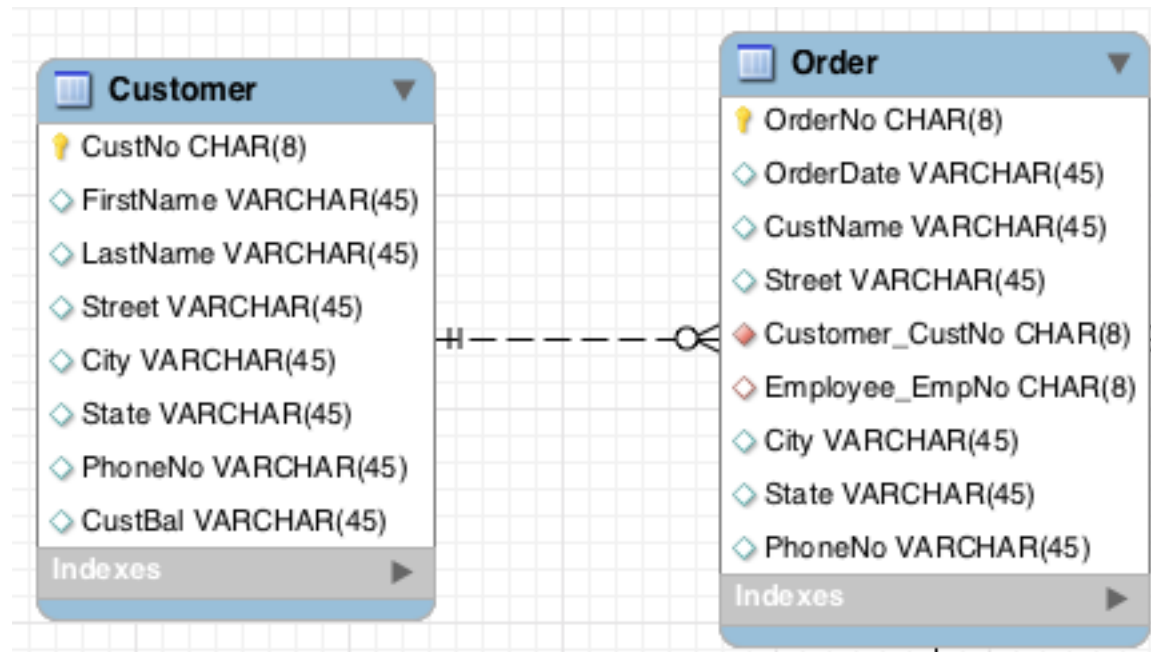 Customer
CustNo CHAR(8)
FirstName VARCHAR(45)
LastName VARCHAR(45)
Street VARCHAR(45)
City VARCHAR(45)
State VARCHAR(45)
PhoneNo VARCHAR(45)
CustBal VARCHAR(45)
Indexes
Order
OrderNo CHAR(8)
OrderDate VARCHAR(45)
CustName VARCHAR(45)
Street VARCHAR(45)
Customer_CustNo CHAR(8)
Employee_EmpNo CHAR(8)
City VARCHAR(45)
State VARCHAR(45)
PhoneNo VARCHAR(45)
Indexes